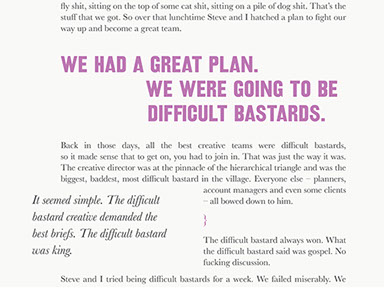 fly shit, sitting on the top of some cat shit, sitting on a pile of dog shit. That's the
stuff that we got. So over that lunchtime Steve and I hatched a plan to fight our
way up and become a great team.
WE HAD A GREAT PLAN.
WE WERE GOING TO BE
DIFFICULT BASTARDS.
Back in those days, all the best creative teams were difficult bastards,
so it made sense that to get on, you had to join in. That was just the way it was.
The creative director was at the pinnacle of the hierarchical triangle and was the
biggest, baddest, most difficult bastard in the village. Everyone else – planners,
account managers and even some clients
– all bowed down to him.
It seemed simple. The difficult
bastard creative demanded the
best briefs. The difficult bastard
was king.
}
The difficult bastard always won. What
the difficult bastard said was gospel. No
fucking discussion.
Steve and I tried being difficult bastards for a week. We failed miserably. We